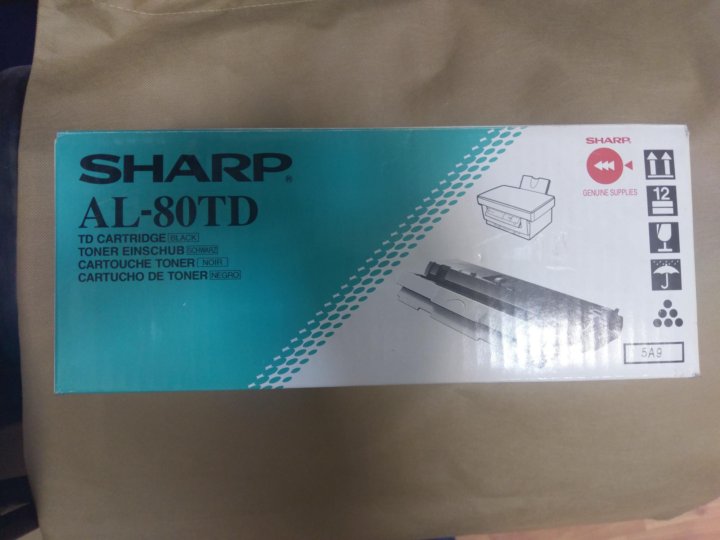 SHARP®
AL-80TD
TD CARTRIDGE BLACK
TONER EINSCHUB SCHWARZ
CARTOUCHE TONER NOIR
CARTUCHO DE TONER NEGRO
SHARP®
GENUINE SUPPLIES
12
5A9